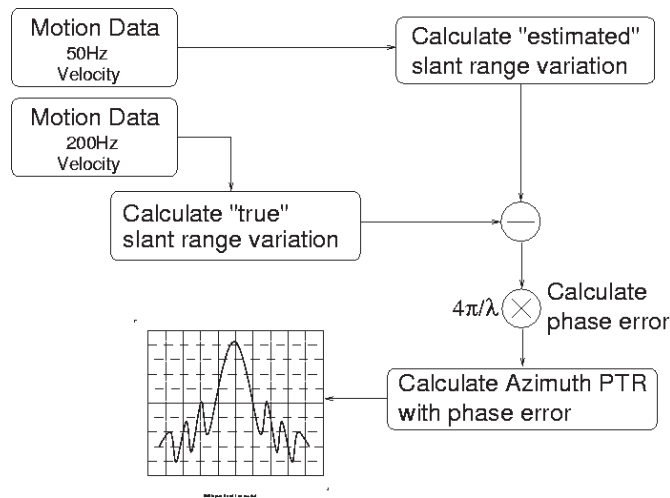 Motion Data
50Hz
Velocity
Calculate "estimated"
slant range variation
Motion Data
200Hz
Velocity
Calculate "true"
slant range variation
4π/λ
Calculate
phase error
Calculate Azimuth PTR
with phase error